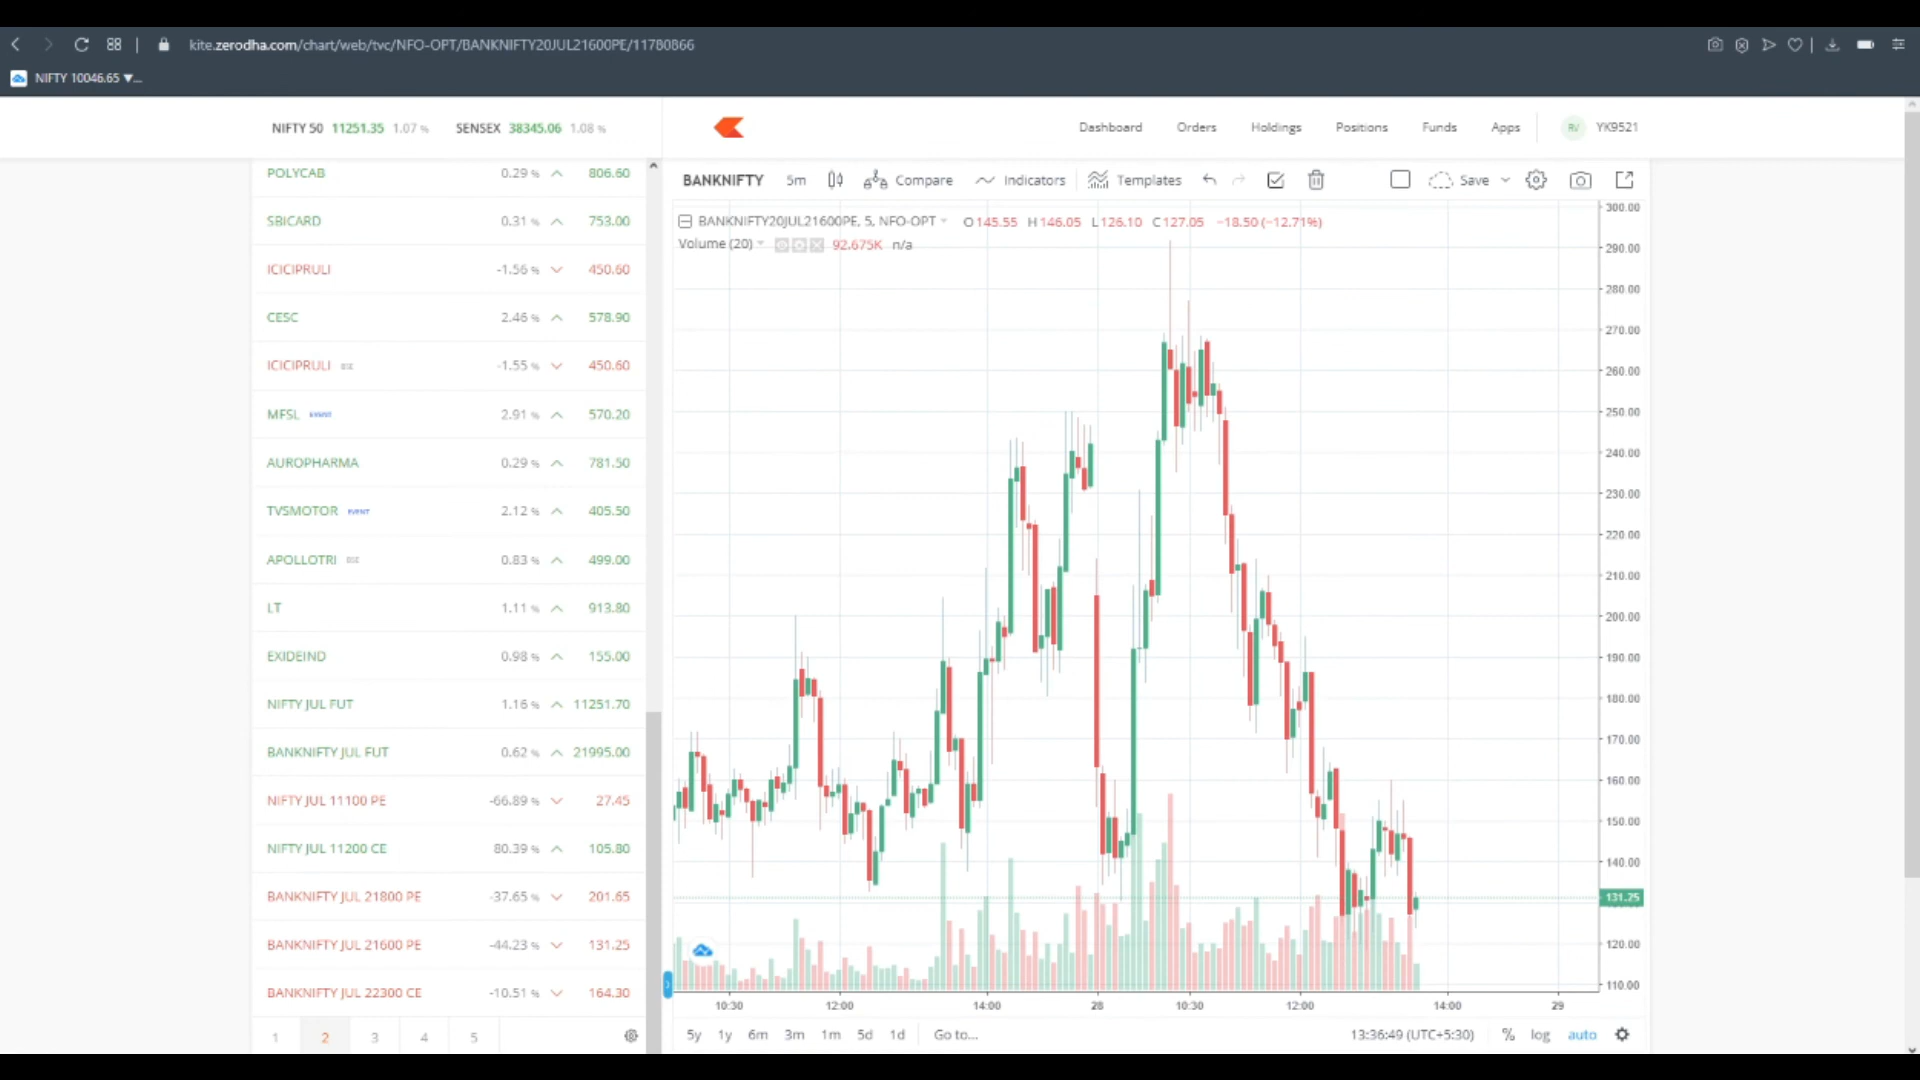 kite.zerodha.com/chart/web/tvc/NFO-OPT/BANKNIFTY20JUL21600PE/11780866
NIFTY 10046.65 ▼...
NIFTY 50 11251.35 1.07 % SENSEX 38345.06 1.08 %
Dashboard Orders Holdings Positions Funds Apps RV YK9521
POLYCAB 0.29 % 806.60
SBICARD 0.31 % 753.00
ICICIPRULI -1.56 % 450.60
CESC 2.46 % 578.90
ICICIPRULI BSE -1.55 % 450.60
MFSL EVENT 2.91 % 570.20
AUROPHARMA 0.29 % 781.50
TVSMOTOR EVENT 2.12 % 405.50
APOLLOTRI BSE 0.83 % 499.00
LT 1.11 % 913.80
EXIDEIND 0.98 % 155.00
NIFTY JUL FUT 1.16 % 11251.70
BANKNIFTY JUL FUT 0.62 % 21995.00
NIFTY JUL 11100 PE -66.89 % 27.45
NIFTY JUL 11200 CE 80.39 % 105.80
BANKNIFTY JUL 21800 PE -37.65 % 201.65
BANKNIFTY JUL 21600 PE -44.23 % 131.25
BANKNIFTY JUL 22300 CE -10.51 % 164.30
1 2 3 4 5
BANKNIFTY 5m Compare Indicators Templates Save
BANKNIFTY20JUL21600PE, 5, NFO-OPT O145.55 H146.05 L126.10 C127.05 −18.50 (−12.71%)
Volume (20) 92.675K n/a
300.00
290.00
280.00
270.00
260.00
250.00
240.00
230.00
220.00
210.00
200.00
190.00
180.00
170.00
160.00
150.00
140.00
131.25
120.00
110.00
10:30 12:00 14:00 28 10:30 12:00 14:00 29
5y 1y 6m 3m 1m 5d 1d Go to... 13:36:49 (UTC+5:30) % log auto